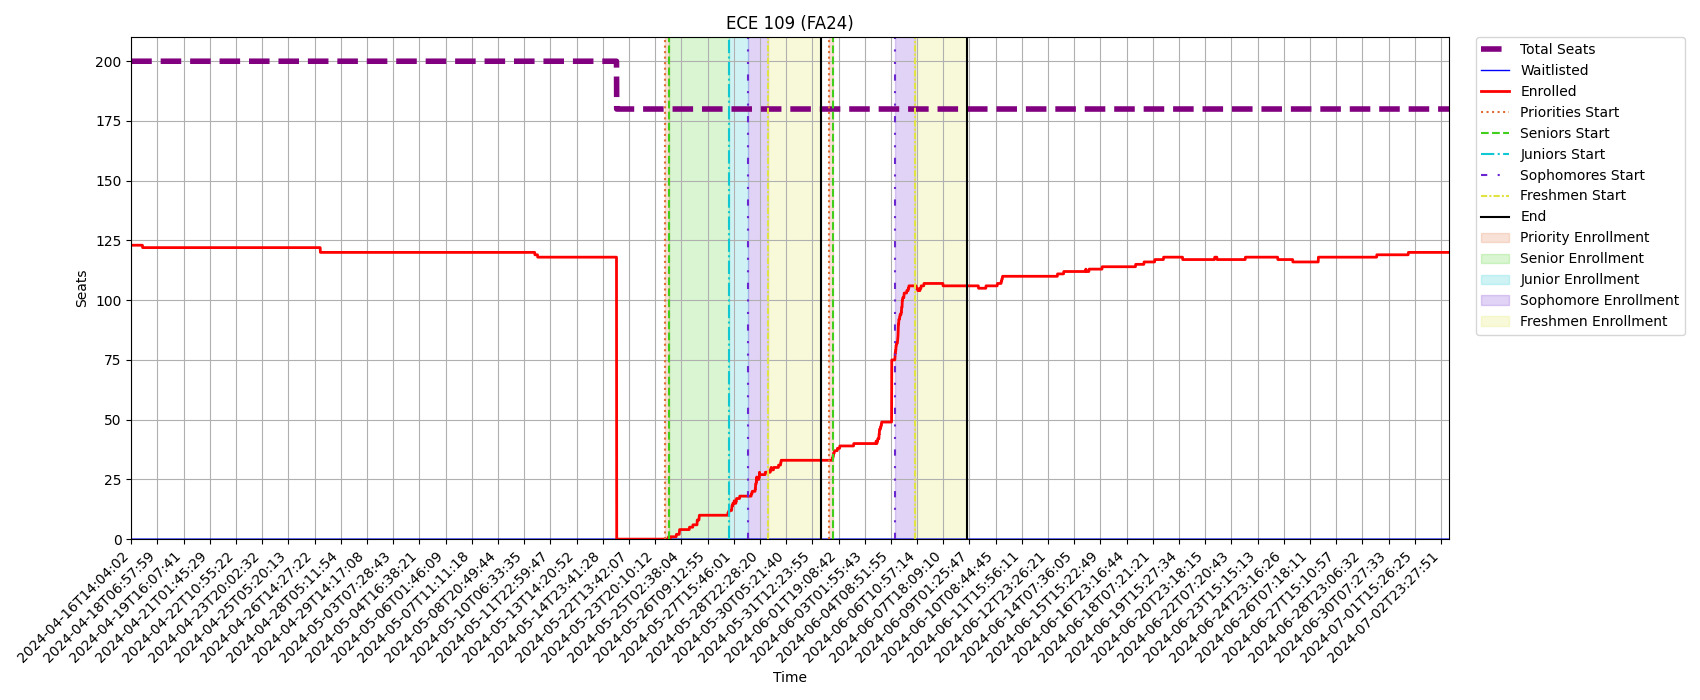 ECE 109 (FA24)
Total Seats
Waitlisted
Enrolled
Priorities Start
Seniors Start
Juniors Start
Sophomores Start
Freshmen Start
End
Priority Enrollment
Senior Enrollment
Junior Enrollment
Sophomore Enrollment
Freshmen Enrollment
Seats
200
175
150
125
100
75
50
25
0
2024-04-16T14:04:02
2024-04-18T06:57:59
2024-04-19T16:07:41
2024-04-21T01:45:29
2024-04-22T10:55:22
2024-04-23T20:02:32
2024-04-25T05:20:13
2024-04-26T14:27:22
2024-04-28T05:11:54
2024-04-29T14:17:08
2024-05-03T07:28:43
2024-05-04T16:38:21
2024-05-06T01:46:09
2024-05-07T11:11:18
2024-05-08T20:49:44
2024-05-10T06:33:35
2024-05-11T22:59:47
2024-05-13T14:20:52
2024-05-14T23:41:28
2024-05-22T13:42:07
2024-05-23T20:10:12
2024-05-25T02:38:04
2024-05-26T09:12:55
2024-05-27T15:46:01
2024-05-28T22:28:20
2024-05-30T05:21:40
2024-05-31T12:23:55
2024-06-01T19:08:42
2024-06-03T01:51:43
2024-06-04T08:51:55
2024-06-06T10:57:14
2024-06-07T18:09:10
2024-06-09T01:25:47
2024-06-10T08:44:45
2024-06-11T15:56:11
2024-06-12T23:26:21
2024-06-14T07:36:05
2024-06-15T15:22:49
2024-06-16T23:16:44
2024-06-18T07:21:21
2024-06-19T15:27:34
2024-06-20T23:18:15
2024-06-22T07:20:43
2024-06-23T15:15:13
2024-06-24T23:16:26
2024-06-26T07:18:11
2024-06-27T15:10:57
2024-06-28T23:06:32
2024-06-30T07:27:33
2024-07-01T15:26:25
2024-07-02T23:27:51
Time